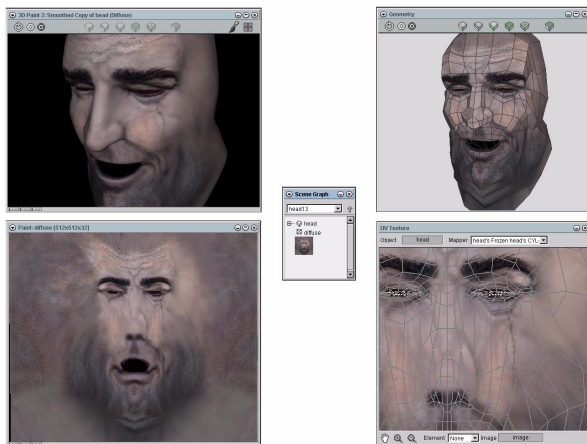 3D Paint 2: Smoothed Copy of head (Diffuse)
Geometry
Scene Graph
head13
head
diffuse
Paint: diffuse [512x512x32]
UV Texture
Object head Mapper head's Frozen head's CYL-
Element None Image image